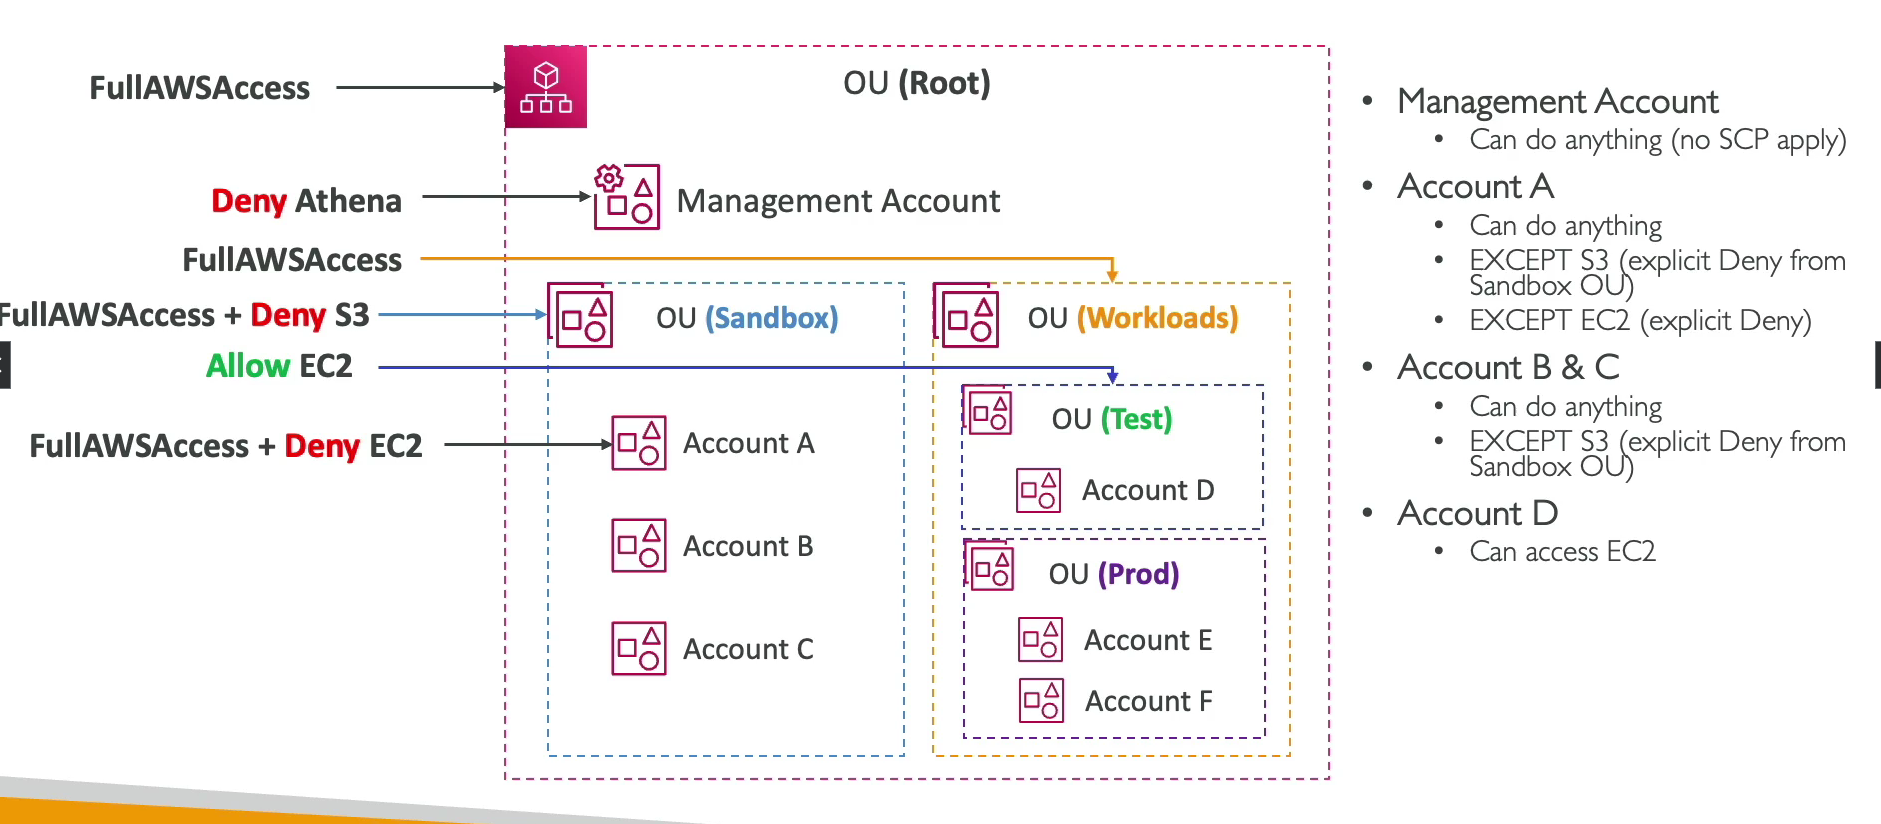 FullAWSAccess
OU (Root)
Deny Athena
Management Account
FullAWSAccess
FullAWSAccess + Deny S3
OU (Sandbox)
OU (Workloads)
Allow EC2
OU (Test)
FullAWSAccess + Deny EC2
Account A
Account D
Account B
OU (Prod)
Account E
Account C
Account F
• Management Account
• Can do anything (no SCP apply)
• Account A
• Can do anything
• EXCEPT S3 (explicit Deny from
Sandbox OU)
• EXCEPT EC2 (explicit Deny)
• Account B & C
• Can do anything
• EXCEPT S3 (explicit Deny from
Sandbox OU)
• Account D
• Can access EC2